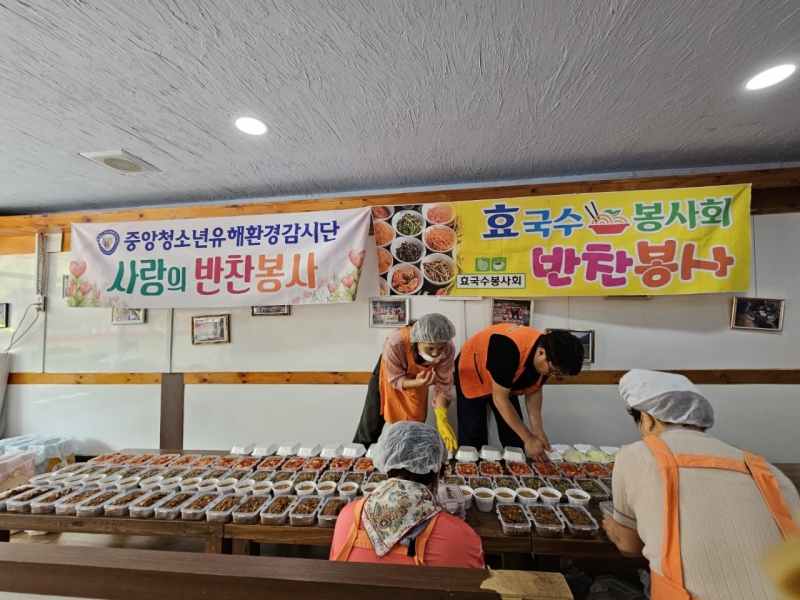 중앙청소년유해환경감시단
사랑의 반찬봉사
효국수 봉사회
반찬봉사
효국수봉사회